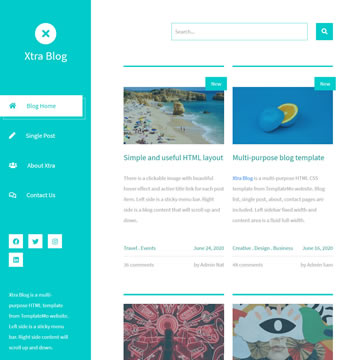 Xtra Blog
Blog Home
Single Post
About Xtra
Contact Us
Xtra Blog is a multi-
purpose HTML template
from TemplateMo website.
Left side is a sticky menu
bar. Right side content will
scroll up and down.
Search...
New
Simple and useful HTML layout
There is a clickable image with beautiful
hover effect and active title link for each post
item. Left side is a sticky menu bar. Right
side is a blog content that will scroll up and
down.
Travel . Events June 24, 2020
36 comments by Admin Nat
New
Multi-purpose blog template
Xtra Blog is a multi-purpose HTML CSS
template from TemplateMo website. Blog
list, single post, about, contact pages are
included. Left sidebar fixed width and
content area is a fluid full-width.
Creative . Design . Business June 16, 2020
48 comments by Admin Sam